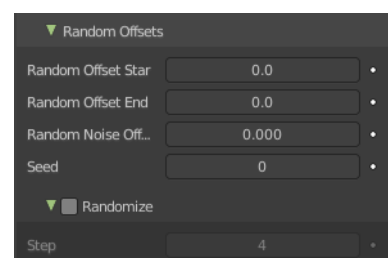 Random Offsets
Random Offset Star 0.0
Random Offset End 0.0
Random Noise Off... 0.000
Seed 0
Randomize
Step 4